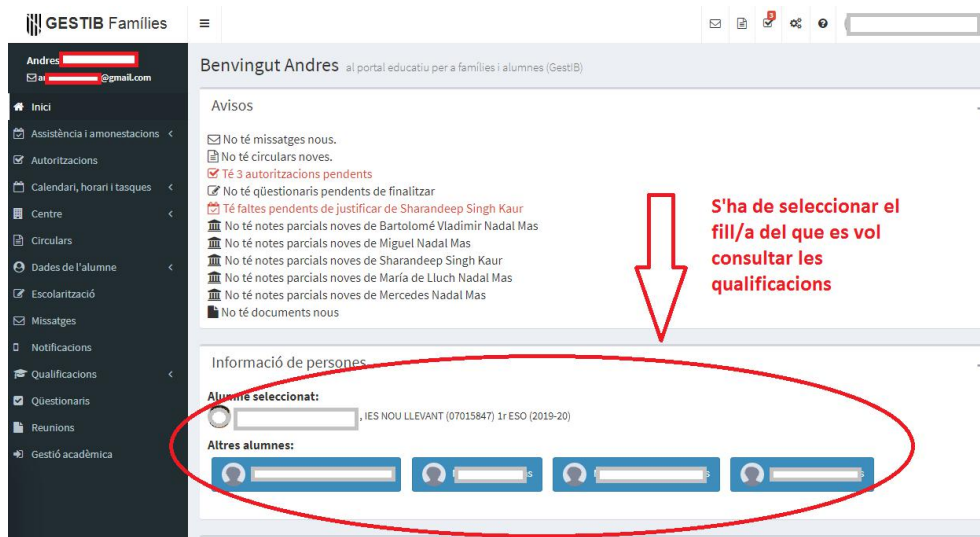 GESTIB Famílies
3
Andres
@gmail.com
Inici
Assistència i amonestacions
Autoritzacions
Calendari, horari i tasques
Centre
Circulars
Dades de l'alumne
Escolarització
Missatges
Notificacions
Qualificacions
Qüestionaris
Reunions
Gestió acadèmica
Benvingut Andres al portal educatiu per a famílies i alumnes (GestIB)
Avisos
No té missatges nous.
No té circulars noves.
Té 3 autoritzacions pendents
No té qüestionaris pendents de finalitzar
Té faltes pendents de justificar de Sharandeep Singh Kaur
No té notes parcials noves de Bartolomé Vladimir Nadal Mas
No té notes parcials noves de Miguel Nadal Mas
No té notes parcials noves de Sharandeep Singh Kaur
No té notes parcials noves de María de Lluch Nadal Mas
No té notes parcials noves de Mercedes Nadal Mas
No té documents nous
S'ha de seleccionar el
fill/a del que es vol
consultar les
qualificacions
Informació de persones
Alumne seleccionat:
, IES NOU LLEVANT (07015847) 1r ESO (2019-20)
Altres alumnes: